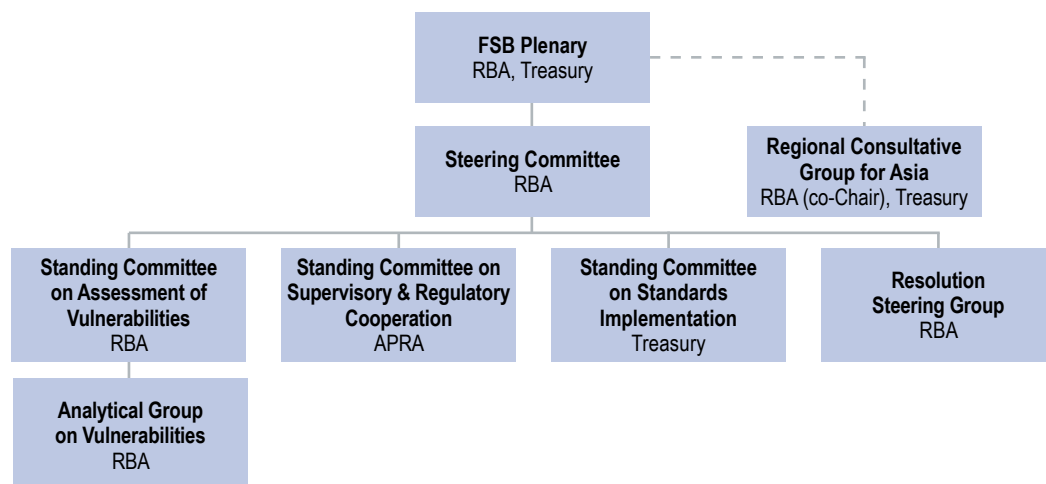 FSB Plenary
RBA, Treasury
Steering Committee
RBA
Regional Consultative
Group for Asia
RBA (co-Chair), Treasury
Standing Committee
on Assessment of
Vulnerabilities
RBA
Standing Committee on
Supervisory & Regulatory
Cooperation
APRA
Standing Committee
on Standards
Implementation
Treasury
Resolution
Steering Group
RBA
Analytical Group
on Vulnerabilities
RBA